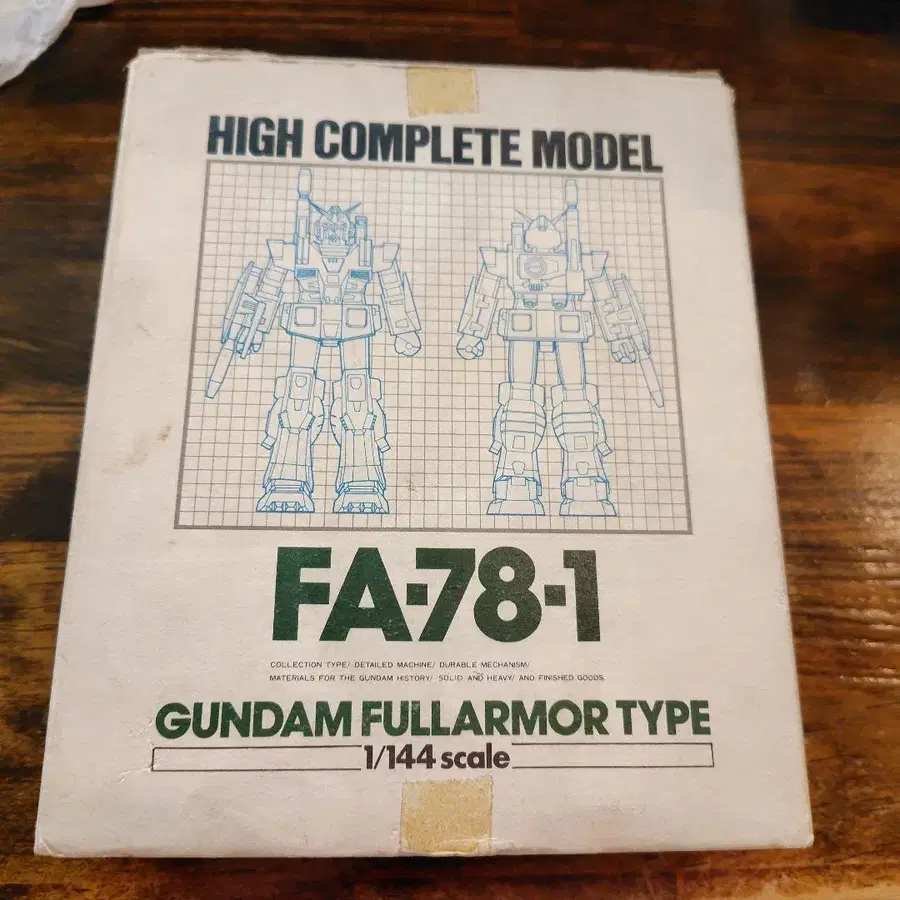 HIGH COMPLETE MODEL
FA-78-1
COLLECTION TYPE/ DETAILED MACHINE/ DURABLE MECHANISM/
MATERIALS FOR THE GUNDAM HISTORY/ SOLID AND HEAVY/ AND FINISHED GOODS.
GUNDAM FULLARMOR TYPE
1/144 scale